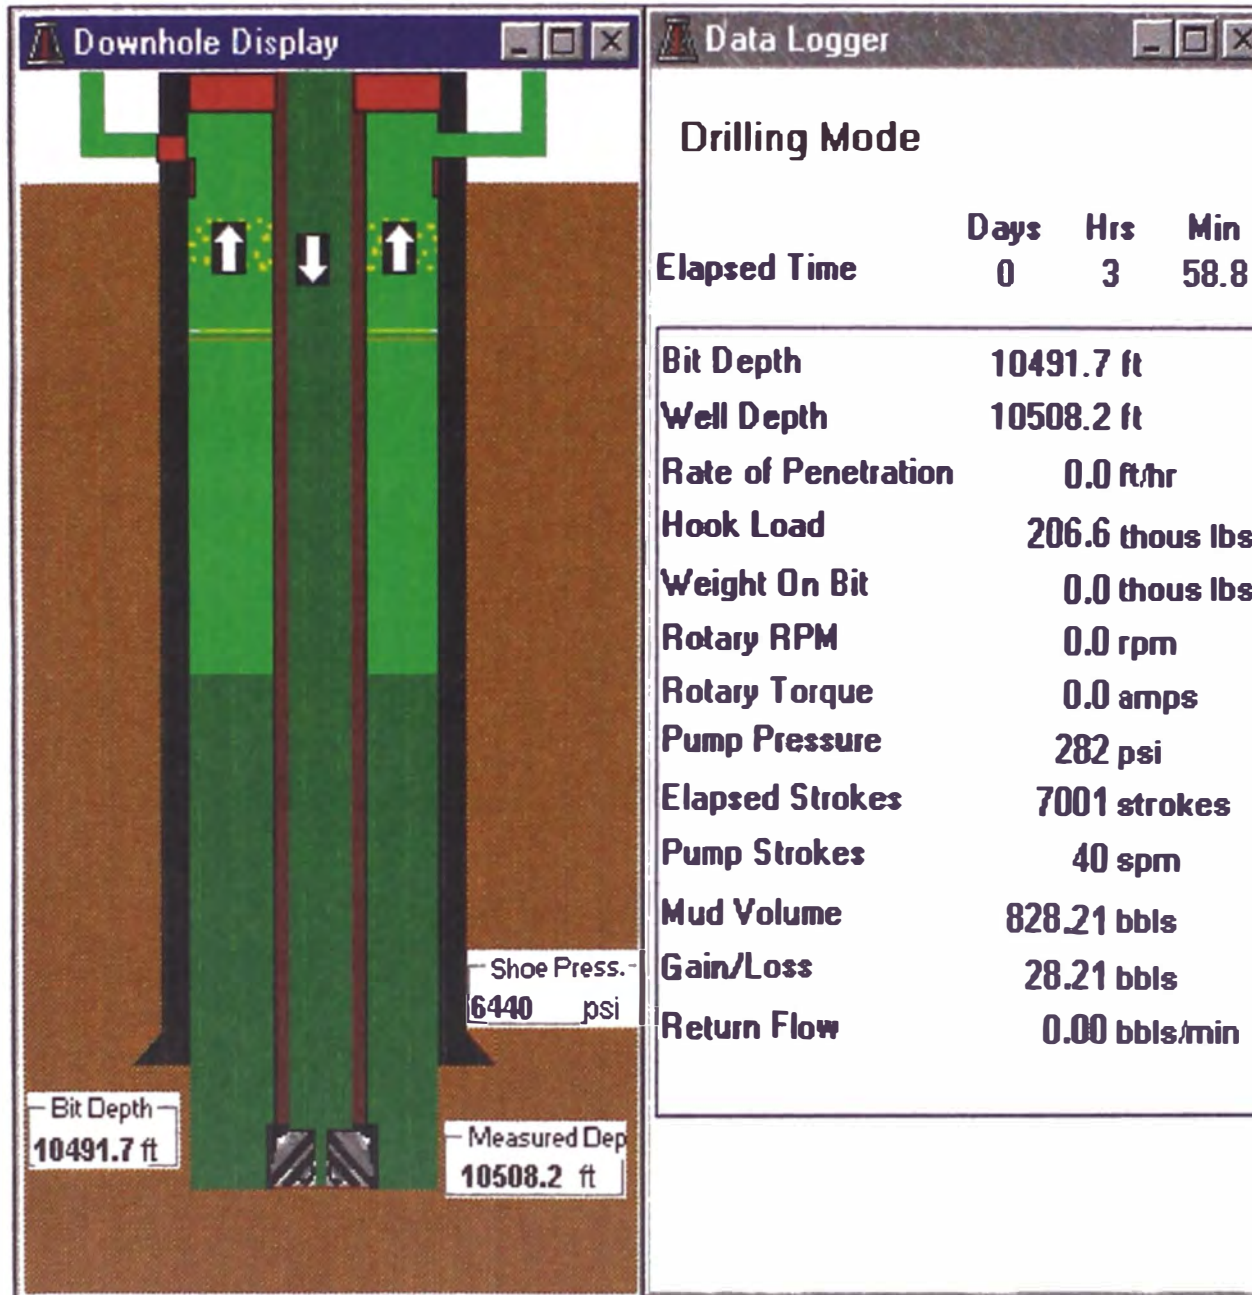 Downhole Display
Shoe Press.
6440 psi
Bit Depth
10491.7 ft
Measured Dep
10508.2 ft
Data Logger
Drilling Mode
Days Hrs Min
Elapsed Time 0 3 58.8
Bit Depth 10491.7 ft
Well Depth 10508.2 ft
Rate of Penetration 0.0 ft/hr
Hook Load 206.6 thous lbs
Weight On Bit 0.0 thous lbs
Rotary RPM 0.0 rpm
Rotary Torque 0.0 amps
Pump Pressure 282 psi
Elapsed Strokes 7001 strokes
Pump Strokes 40 spm
Mud Volume 828.21 bbls
Gain/Loss 28.21 bbls
Return Flow 0.00 bbls/min